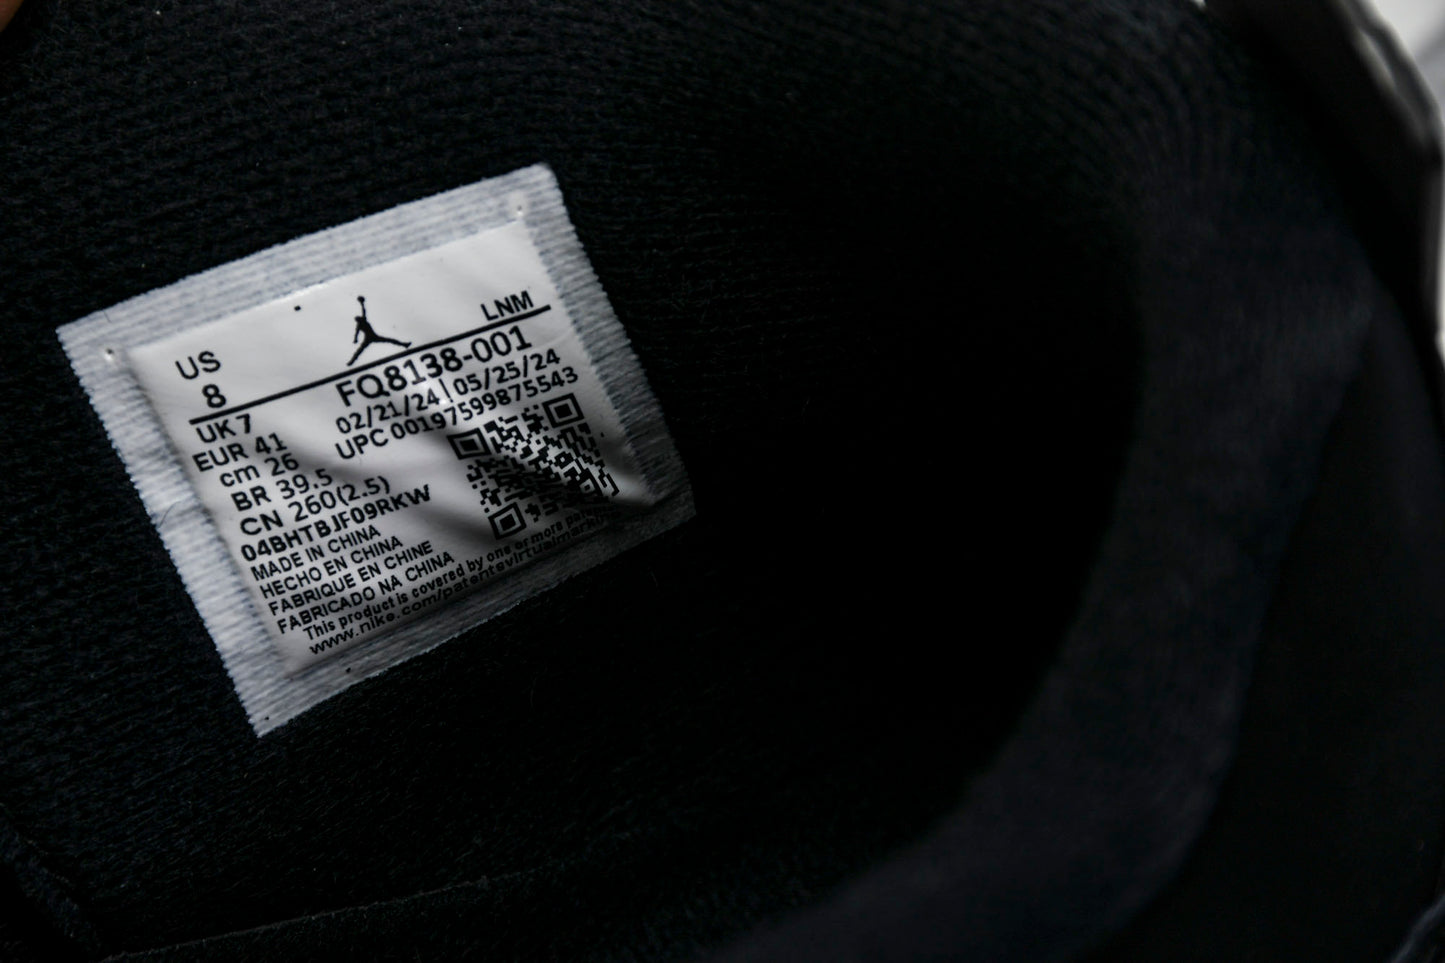 US
8
LNM
FQ8138-001
02/21/24 | 05/25/24
UPC 00197599875543
UK 7
EUR 41
cm 26
BR 39.5
CN 260(2.5)
04BHTBJF09RKW
MADE IN CHINA
HECHO EN CHINA
FABRIQUE EN CHINE
FABRICADO NA CHINA
This product is covered by one or more
www.nike.com/patentsvirtualmarking